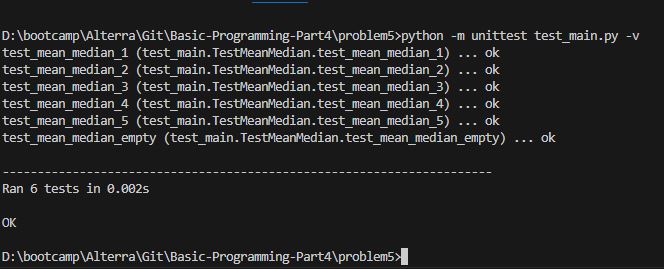 D:\bootcamp\Alterra\Git\Basic-Programming-Part4\problem5>python -m unittest test_main.py -v
test_mean_median_1 (test_main.TestMeanMedian.test_mean_median_1) ... ok
test_mean_median_2 (test_main.TestMeanMedian.test_mean_median_2) ... ok
test_mean_median_3 (test_main.TestMeanMedian.test_mean_median_3) ... ok
test_mean_median_4 (test_main.TestMeanMedian.test_mean_median_4) ... ok
test_mean_median_5 (test_main.TestMeanMedian.test_mean_median_5) ... ok
test_mean_median_empty (test_main.TestMeanMedian.test_mean_median_empty) ... ok
----------------------------------------------------------------------
Ran 6 tests in 0.002s
OK
D:\bootcamp\Alterra\Git\Basic-Programming-Part4\problem5>